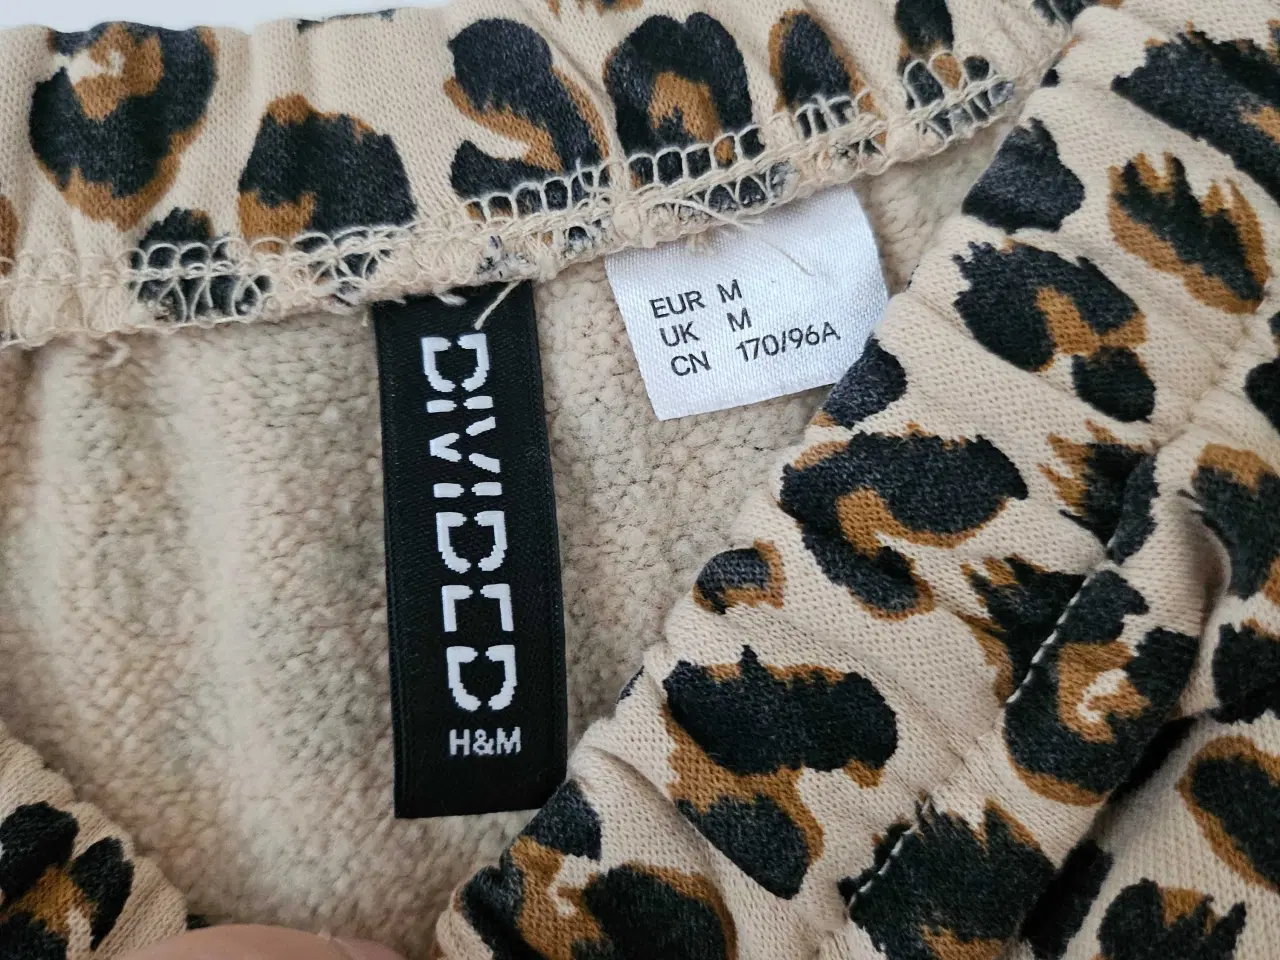 DIVIDED
H&M
EUR M
UK M
CN 170/96A